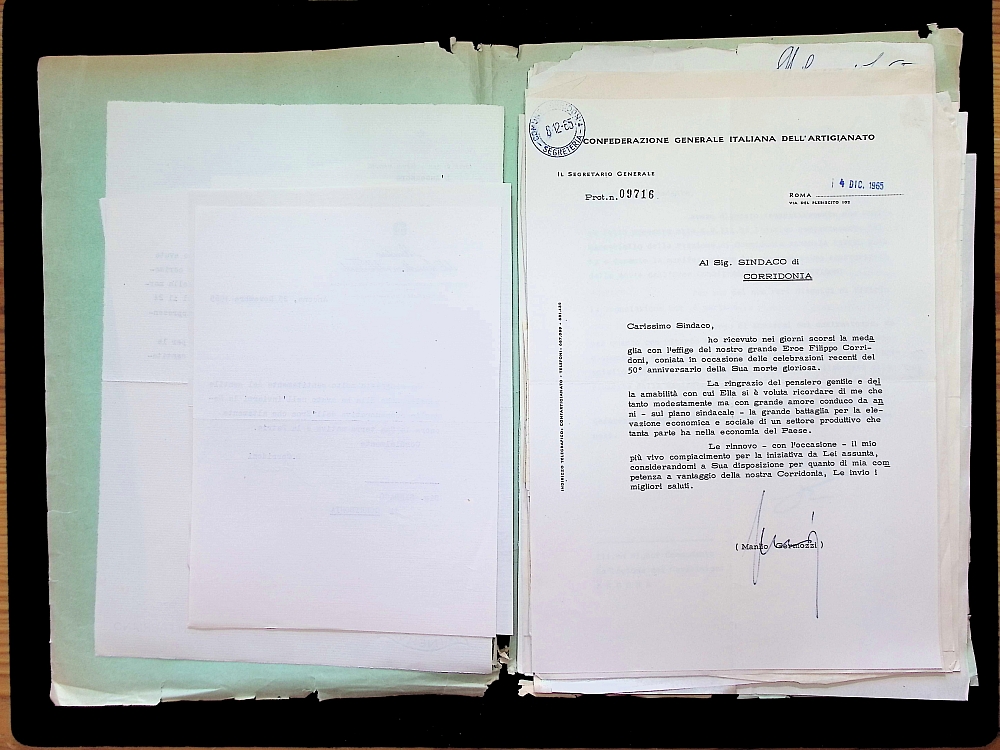 6 12-65
SEGRETERIA
CONFEDERAZIONE GENERALE ITALIANA DELL'ARTIGIANATO
IL SEGRETARIO GENERALE
Prot.n. 09716
ROMA 4 DIC. 1965
VIA DEL PLEBISCITO 102
Al Sig. SINDACO di
CORRIDONIA
Carissimo Sindaco,
ho ricevuto nei giorni scorsi la meda
glia con l'effige del nostro grande Eroe Filippo Corri-
doni, coniata in occasione delle celebrazioni recenti del
50° anniversario della Sua morte gloriosa.
La ringrazio del pensiero gentile e del
la amabilità con cui Ella si è voluta ricordare di me che
tanto modestamente ma con grande amore conduco da an
ni - sul piano sindacale - la grande battaglia per la ele-
vazione economica e sociale di un settore produttivo che
tanta parte ha nella economia del Paese.
Le rinnovo - con l'occasione - il mio
più vivo compiacimento per la iniziativa da Lei assunta,
considerandomi a Sua disposizione per quanto di mia com
petenza a vantaggio della nostra Corridonia, Le invio i
migliori saluti.
( Manlio Germozzi )
INDIRIZZO TELEGRAFICO: CONFARTIGIANATO - TELEFONI: